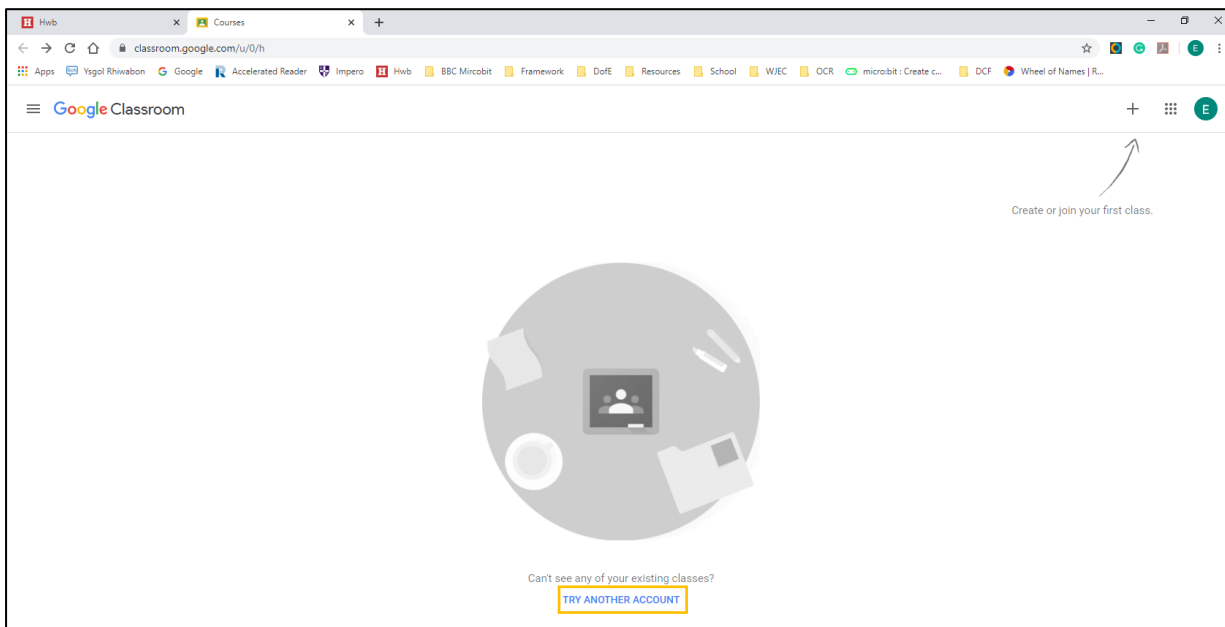 Hwb
Courses
classroom.google.com/u/0/h
Apps Ysgol Rhiwabon Google Accelerated Reader Impero Hwb BBC Mircobit Framework DofE Resources School WJEC OCR micro:bit : Create c... DCF Wheel of Names | R...
Google Classroom
E
Create or join your first class.
Can't see any of your existing classes?
TRY ANOTHER ACCOUNT